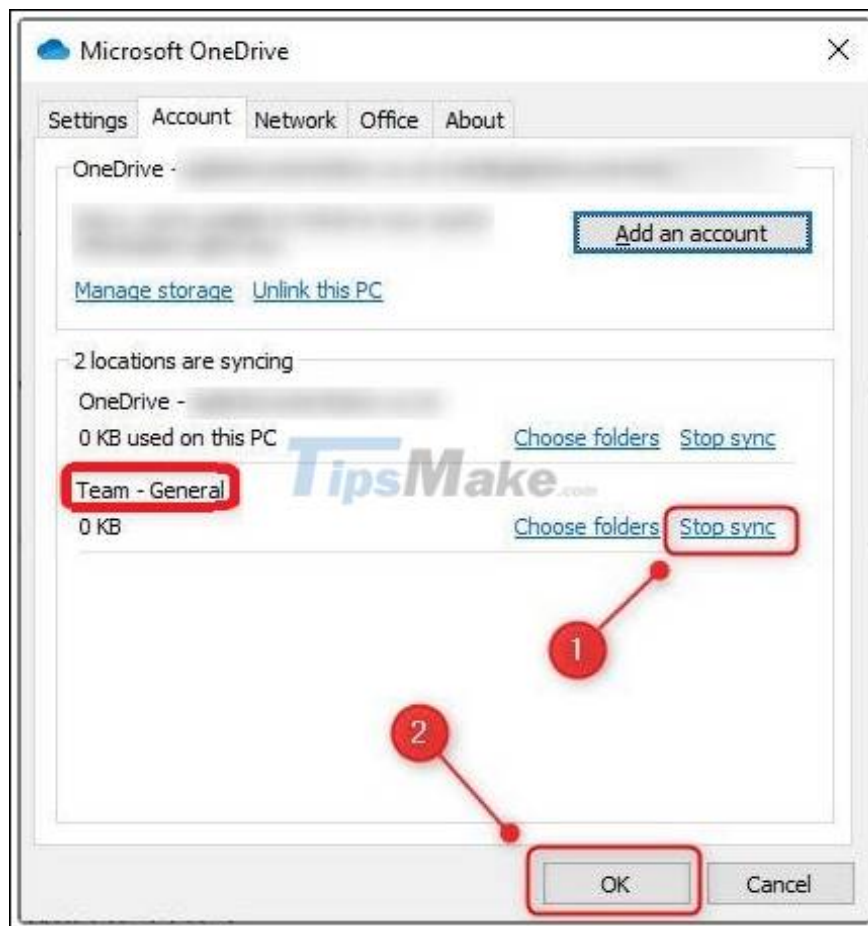 Microsoft OneDrive
Settings Account Network Office About
OneDrive -
Add an account
Manage storage Unlink this PC
2 locations are syncing
OneDrive -
0 KB used on this PC Choose folders Stop sync
TipsMake.com
Team - General
0 KB Choose folders Stop sync
1
2
OK Cancel